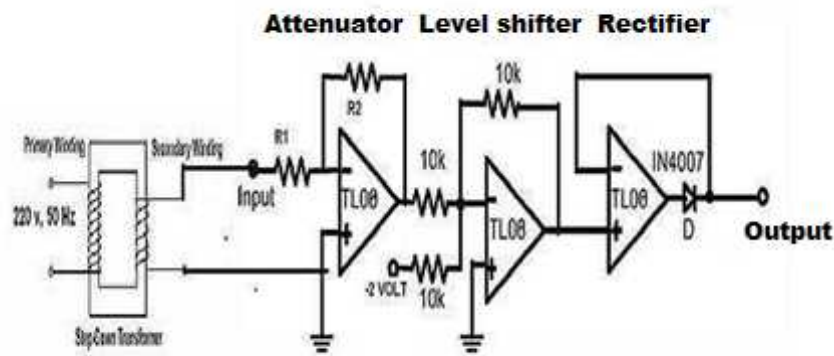 Attenuator Level shifter Rectifier
10k
R2
R1
Primary Winding
Secondary Winding
Input
220 v, 50 Hz
TL08
10k
TL08
-2 VOLT
10k
TL08
IN4007
D
Output
Step-Cown Transformer